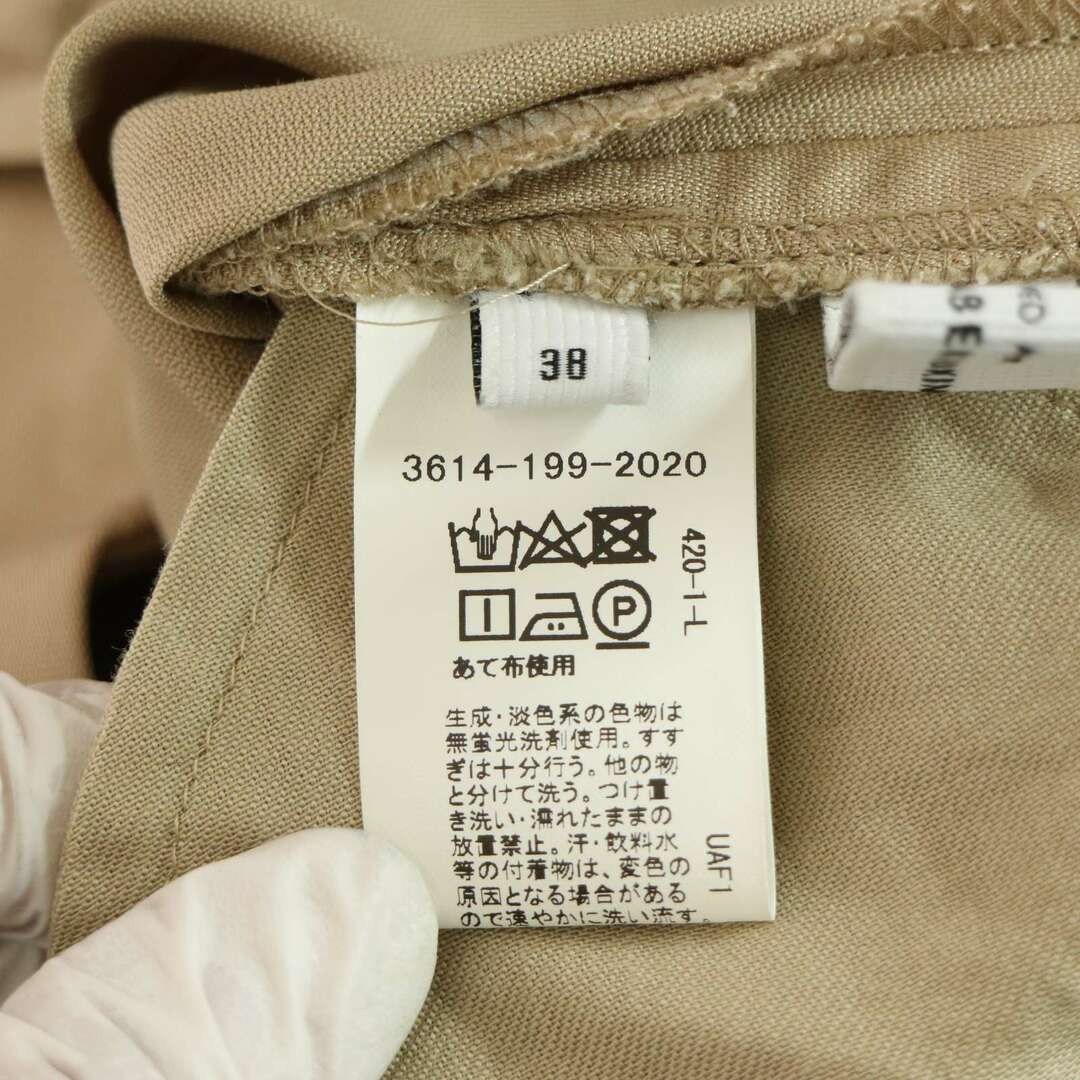 38
3614-199-2020
420-1-L
P
あて布使用
生成・淡色系の色物は
無蛍光洗剤使用。すす
ぎは十分行う。他の物
と分けて洗う。つけ置
き洗い・濡れたままの
放置禁止。汗・飲料水
等の付着物は、変色の
原因となる場合がある
ので速やかに洗い流す。
UAF1